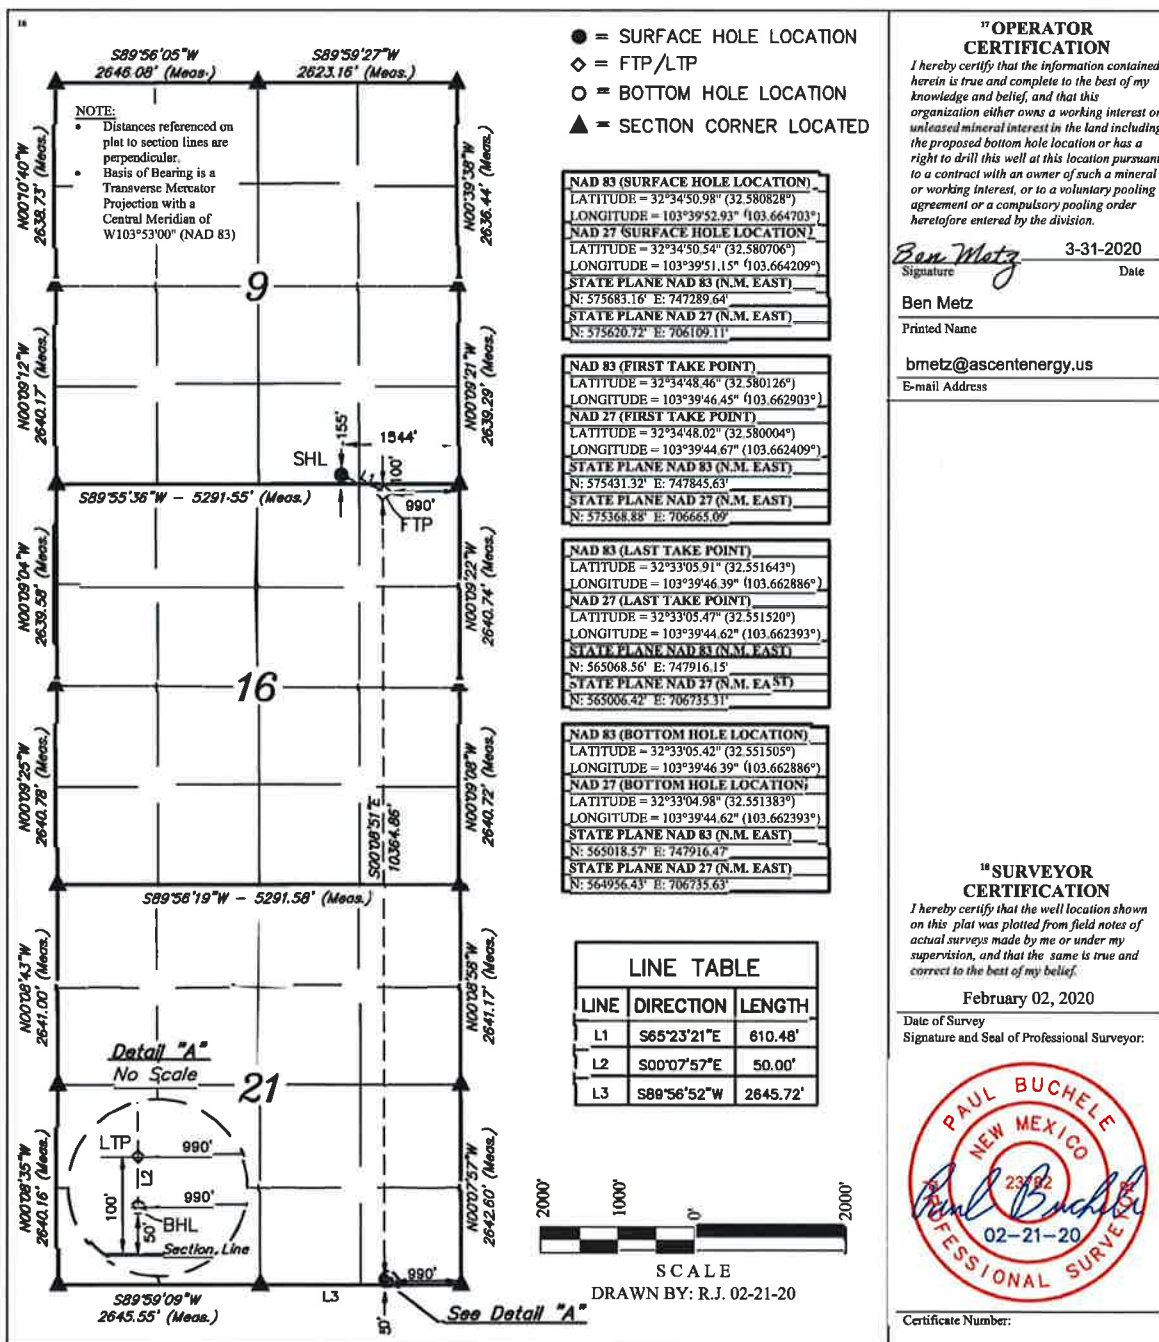 18
S89°56'05"W
2646.08' (Meas.)
S89°59'27"W
2623.16' (Meas.)
NOTE:
• Distances referenced on
plat to section lines are
perpendicular.
• Basis of Bearing is a
Transverse Mercator
Projection with a
Central Meridian of
W103°53'00" (NAD 83)
N00°10'40"W
2638.73' (Meas.)
N00°39'38"W
2636.44' (Meas.)
9
N00°09'12"W
2640.17' (Meas.)
N00°09'21"W
2639.29' (Meas.)
155'
1544'
SHL
L1
100'
S89°55'36"W – 5291.55' (Meas.)
990'
FTP
N00°09'04"W
2639.58' (Meas.)
N00°09'22"W
2640.74' (Meas.)
16
N00°09'25"W
2640.78' (Meas.)
N00°09'08"W
2640.72' (Meas.)
S00°08'51"E
10364.86'
S89°56'19"W – 5291.58' (Meas.)
N00°08'43"W
2641.00' (Meas.)
N00°08'58"W
2641.17' (Meas.)
Detail "A"
No Scale
21
LTP
990'
L2
990'
100'
50'
BHL
Section Line
N00°08'35"W
2640.16' (Meas.)
N00°07'57"W
2642.60' (Meas.)
990'
S89°59'09"W
2645.55' (Meas.)
L3
50'
See Detail "A"
= SURFACE HOLE LOCATION
= FTP/LTP
= BOTTOM HOLE LOCATION
= SECTION CORNER LOCATED
NAD 83 (SURFACE HOLE LOCATION)
LATITUDE = 32°34'50.98" (32.580828°)
LONGITUDE = 103°39'52.93" (103.664703°)
NAD 27 (SURFACE HOLE LOCATION)
LATITUDE = 32°34'50.54" (32.580706°)
LONGITUDE = 103°39'51.15" (103.664209°)
STATE PLANE NAD 83 (N.M. EAST)
N: 575683.16' E: 747289.64'
STATE PLANE NAD 27 (N.M. EAST)
N: 575620.72' E: 706109.11'
NAD 83 (FIRST TAKE POINT)
LATITUDE = 32°34'48.46" (32.580126°)
LONGITUDE = 103°39'46.45" (103.662903°)
NAD 27 (FIRST TAKE POINT)
LATITUDE = 32°34'48.02" (32.580004°)
LONGITUDE = 103°39'44.67" (103.662409°)
STATE PLANE NAD 83 (N.M. EAST)
N: 575431.32' E: 747845.63'
STATE PLANE NAD 27 (N.M. EAST)
N: 575368.88' E: 706665.09'
NAD 83 (LAST TAKE POINT)
LATITUDE = 32°33'05.91" (32.551643°)
LONGITUDE = 103°39'46.39" (103.662886°)
NAD 27 (LAST TAKE POINT)
LATITUDE = 32°33'05.47" (32.551520°)
LONGITUDE = 103°39'44.62" (103.662393°)
STATE PLANE NAD 83 (N.M. EAST)
N: 565068.56' E: 747916.15'
STATE PLANE NAD 27 (N.M. EAST)
N: 565006.42' E: 706735.31'
NAD 83 (BOTTOM HOLE LOCATION)
LATITUDE = 32°33'05.42" (32.551505°)
LONGITUDE = 103°39'46.39" (103.662886°)
NAD 27 (BOTTOM HOLE LOCATION)
LATITUDE = 32°33'04.98" (32.551383°)
LONGITUDE = 103°39'44.62" (103.662393°)
STATE PLANE NAD 83 (N.M. EAST)
N: 565018.57' E: 747916.47'
STATE PLANE NAD 27 (N.M. EAST)
N: 564956.43' E: 706735.63'
LINE TABLE
LINE DIRECTION LENGTH
L1 S65°23'21"E 610.48'
L2 S00°07'57"E 50.00'
L3 S89°56'52"W 2645.72'
2000' 1000' 0' 2000'
SCALE
DRAWN BY: R.J. 02-21-20
17 OPERATOR
CERTIFICATION
I hereby certify that the information contained
herein is true and complete to the best of my
knowledge and belief, and that this
organization either owns a working interest or
unleased mineral interest in the land including
the proposed bottom hole location or has a
right to drill this well at this location pursuant
to a contract with an owner of such a mineral
or working interest, or to a voluntary pooling
agreement or a compulsory pooling order
heretofore entered by the division.
Ben Metz 3-31-2020
Signature Date
Ben Metz
Printed Name
bmetz@ascentenergy.us
E-mail Address
18 SURVEYOR
CERTIFICATION
I hereby certify that the well location shown
on this plat was plotted from field notes of
actual surveys made by me or under my
supervision, and that the same is true and
correct to the best of my belief.
February 02, 2020
Date of Survey
Signature and Seal of Professional Surveyor:
PAUL BUCHELE
NEW MEXICO
23782
Paul Buchele
02-21-20
PROFESSIONAL SURVEYOR
Certificate Number: